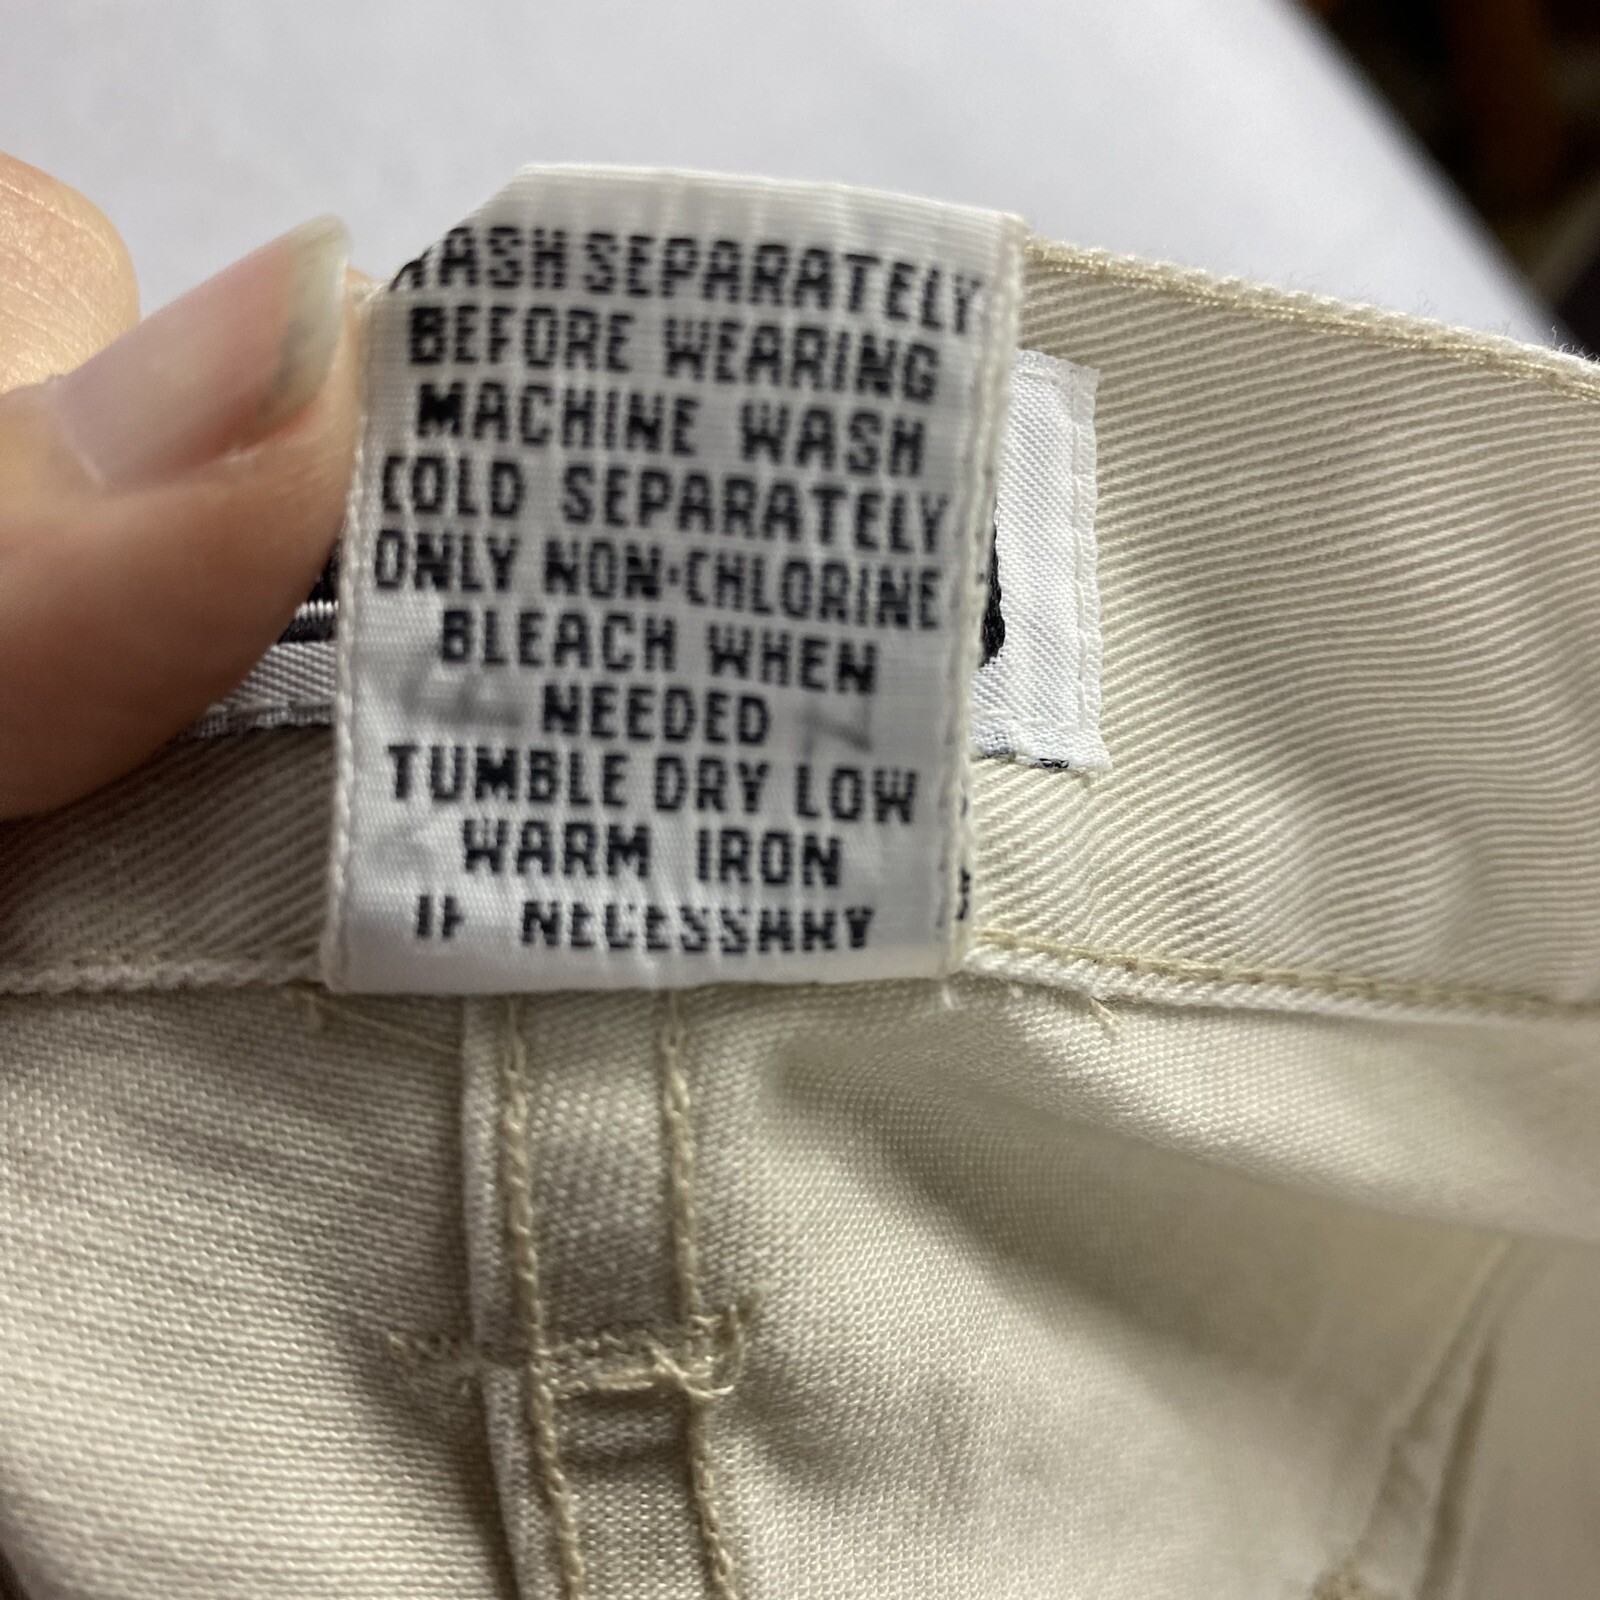 WASH SEPARATELY
BEFORE WEARING
MACHINE WASH
COLD SEPARATELY
ONLY NON-CHLORINE
BLEACH WHEN
NEEDED
TUMBLE DRY LOW
WARM IRON
IF NECESSARY